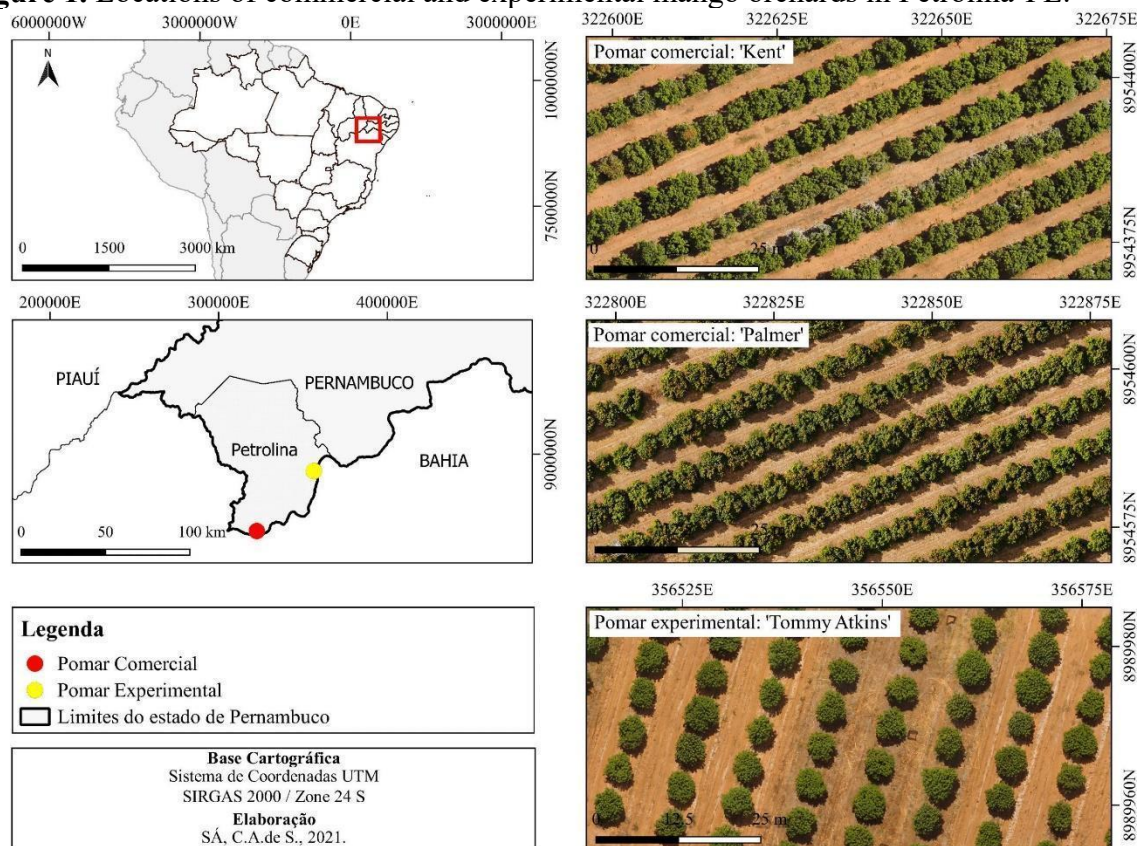 Figure 1. Locations of commercial and experimental mango orchards in Petrolina-PE.
6000000W 3000000W 0E 3000000E
N
10000000N
7500000N
0 1500 3000 km
200000E 300000E 400000E
PIAUÍ
PERNAMBUCO
Petrolina
BAHIA
9000000N
0 50 100 km
Legenda
Pomar Comercial
Pomar Experimental
Limites do estado de Pernambuco
Base Cartográfica
Sistema de Coordenadas UTM
SIRGAS 2000 / Zone 24 S
Elaboração
SÁ, C.A.de S., 2021.
322600E 322625E 322650E 322675E
Pomar comercial: 'Kent'
8954400N
8954375N
0 25 m
322800E 322825E 322850E 322875E
Pomar comercial: 'Palmer'
8954600N
8954575N
25
356525E 356550E 356575E
Pomar experimental: 'Tommy Atkins'
8989980N
8989960N
0 12.5 25 m